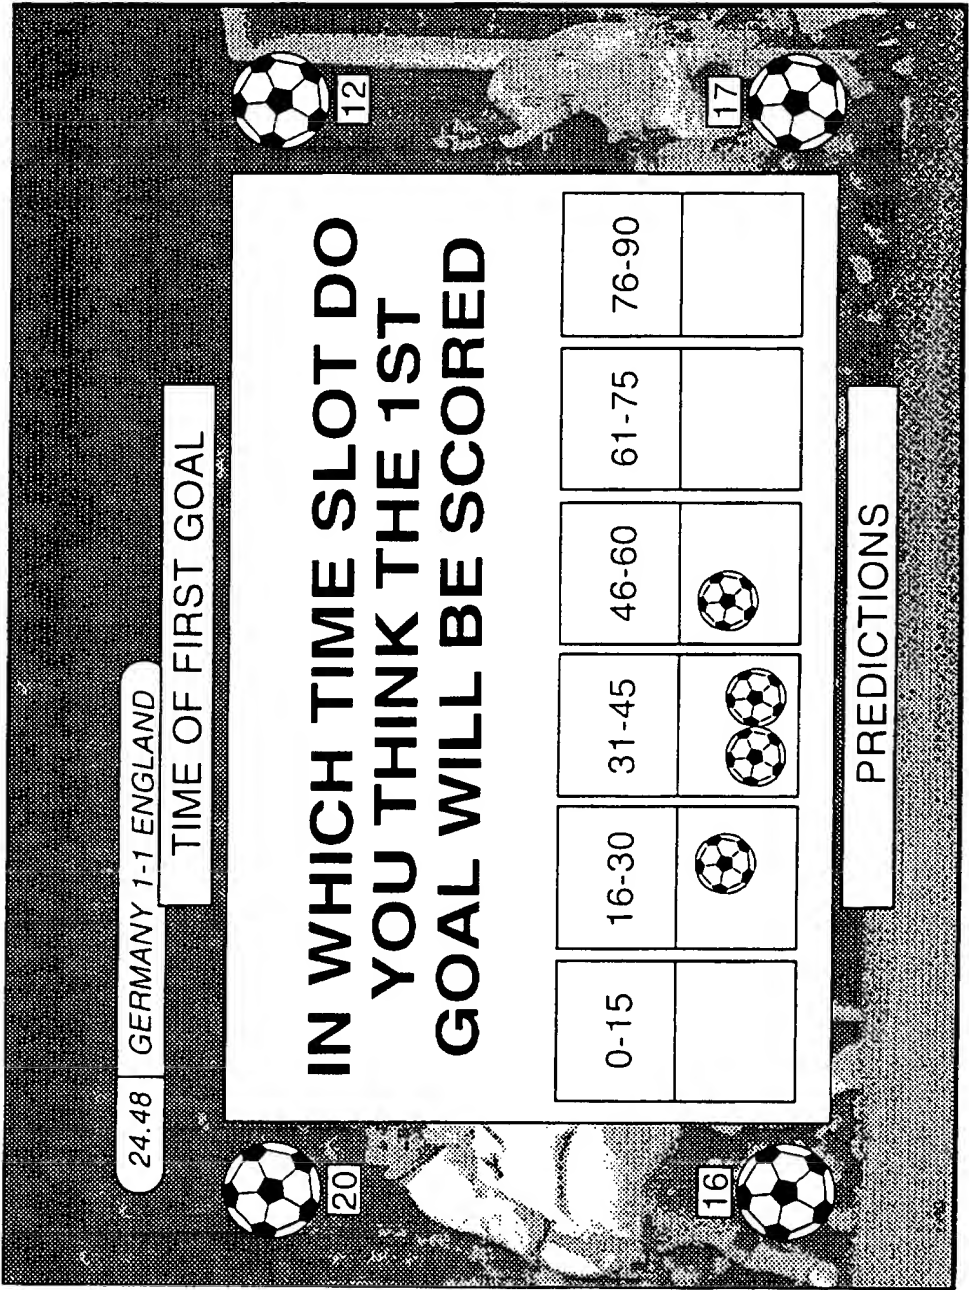 24.48 GERMANY 1-1 ENGLAND
TIME OF FIRST GOAL
20
12
IN WHICH TIME SLOT DO
YOU THINK THE 1ST
GOAL WILL BE SCORED
0-15 16-30 31-45 46-60 61-75 76-90
16
17
PREDICTIONS